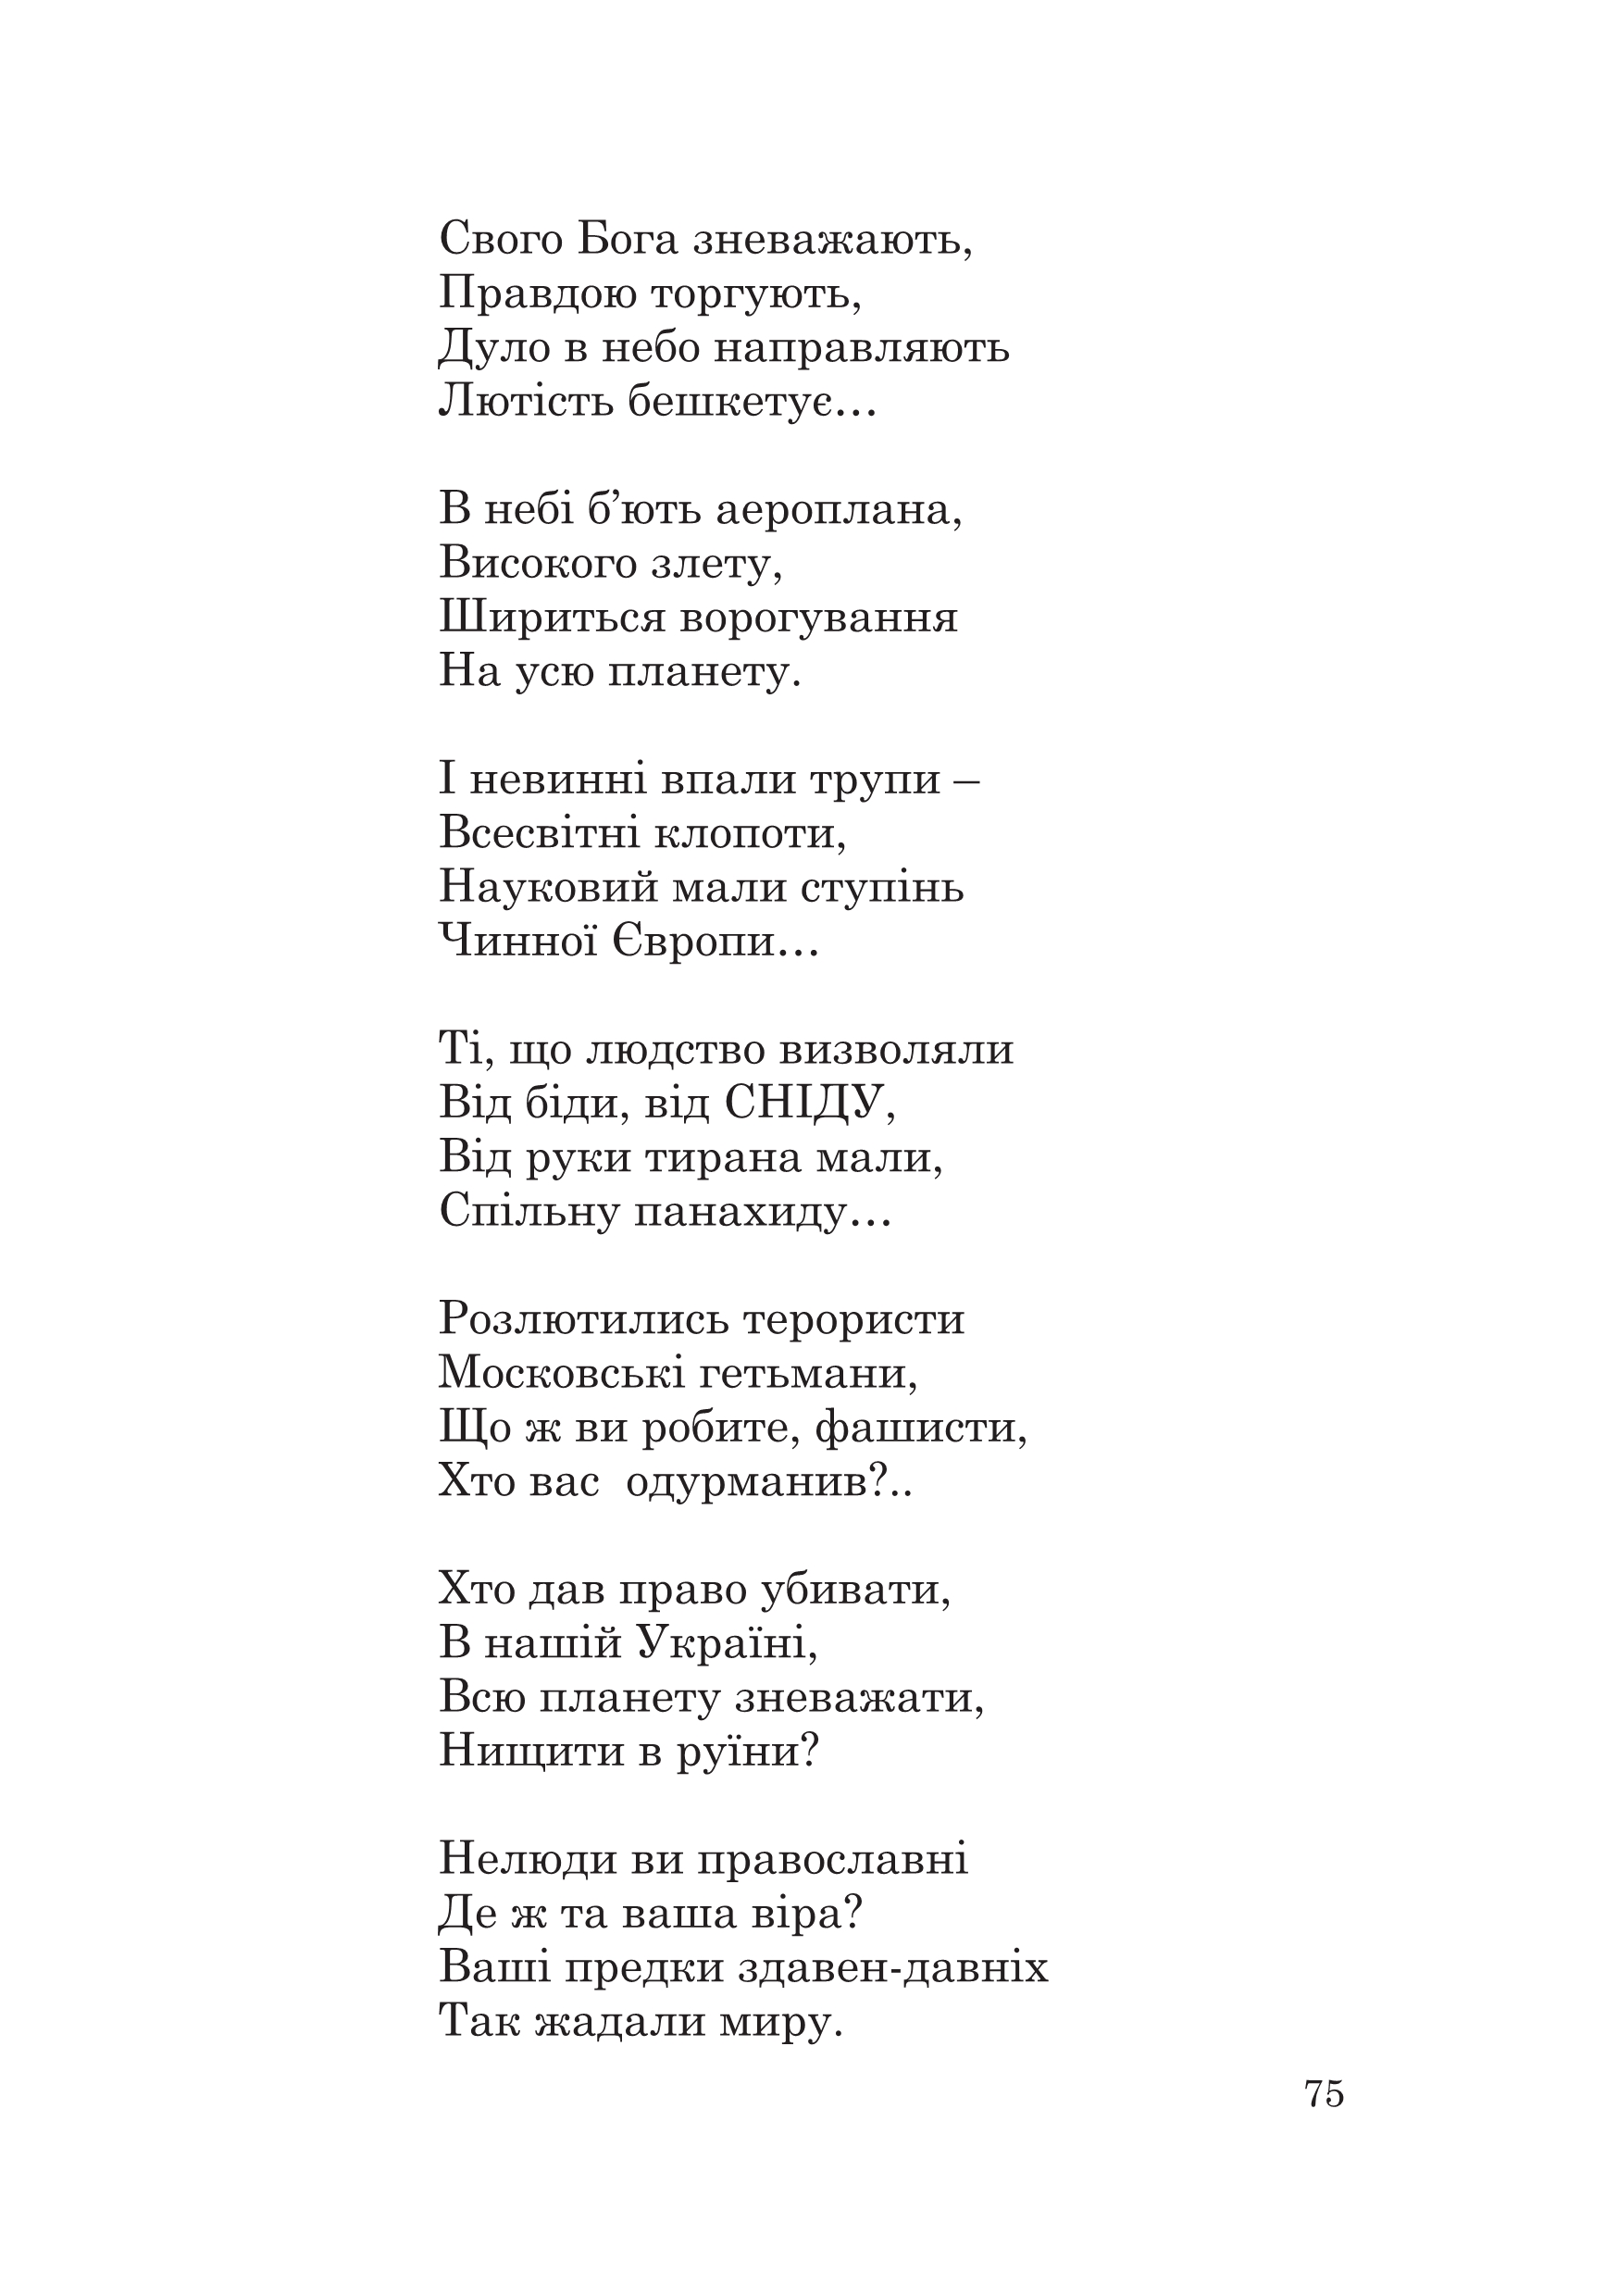 Свого Бога зневажають,
Правдою торгують,
Дуло в небо направляють
Лютість бешкетує...

В небі б’ють аероплана,
Високого злету,
Шириться ворогування
На усю планету.

І невинні впали трупи –
Всесвітні клопоти,
Науковий мали ступінь
Чинної Європи...

Ті, що людство визволяли
Від біди, від СНІДУ,
Від руки тирана мали,
Спільну панахиду...

Розлютились терористи
Московські гетьмани,
Що ж ви робите, фашисти,
Хто вас  одурманив?..

Хто дав право убивати,
В нашій Україні,
Всю планету зневажати,
Нищити в руїни?

Нелюди ви православні
Де ж та ваша віра?
Ваші предки здавен-давніх
Так жадали миру.

75